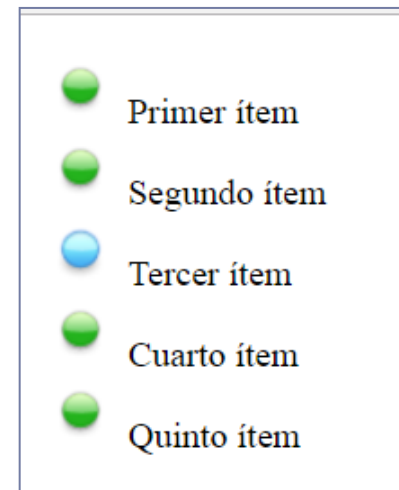 Primer ítem
Segundo ítem
Tercer ítem
Cuarto ítem
Quinto ítem